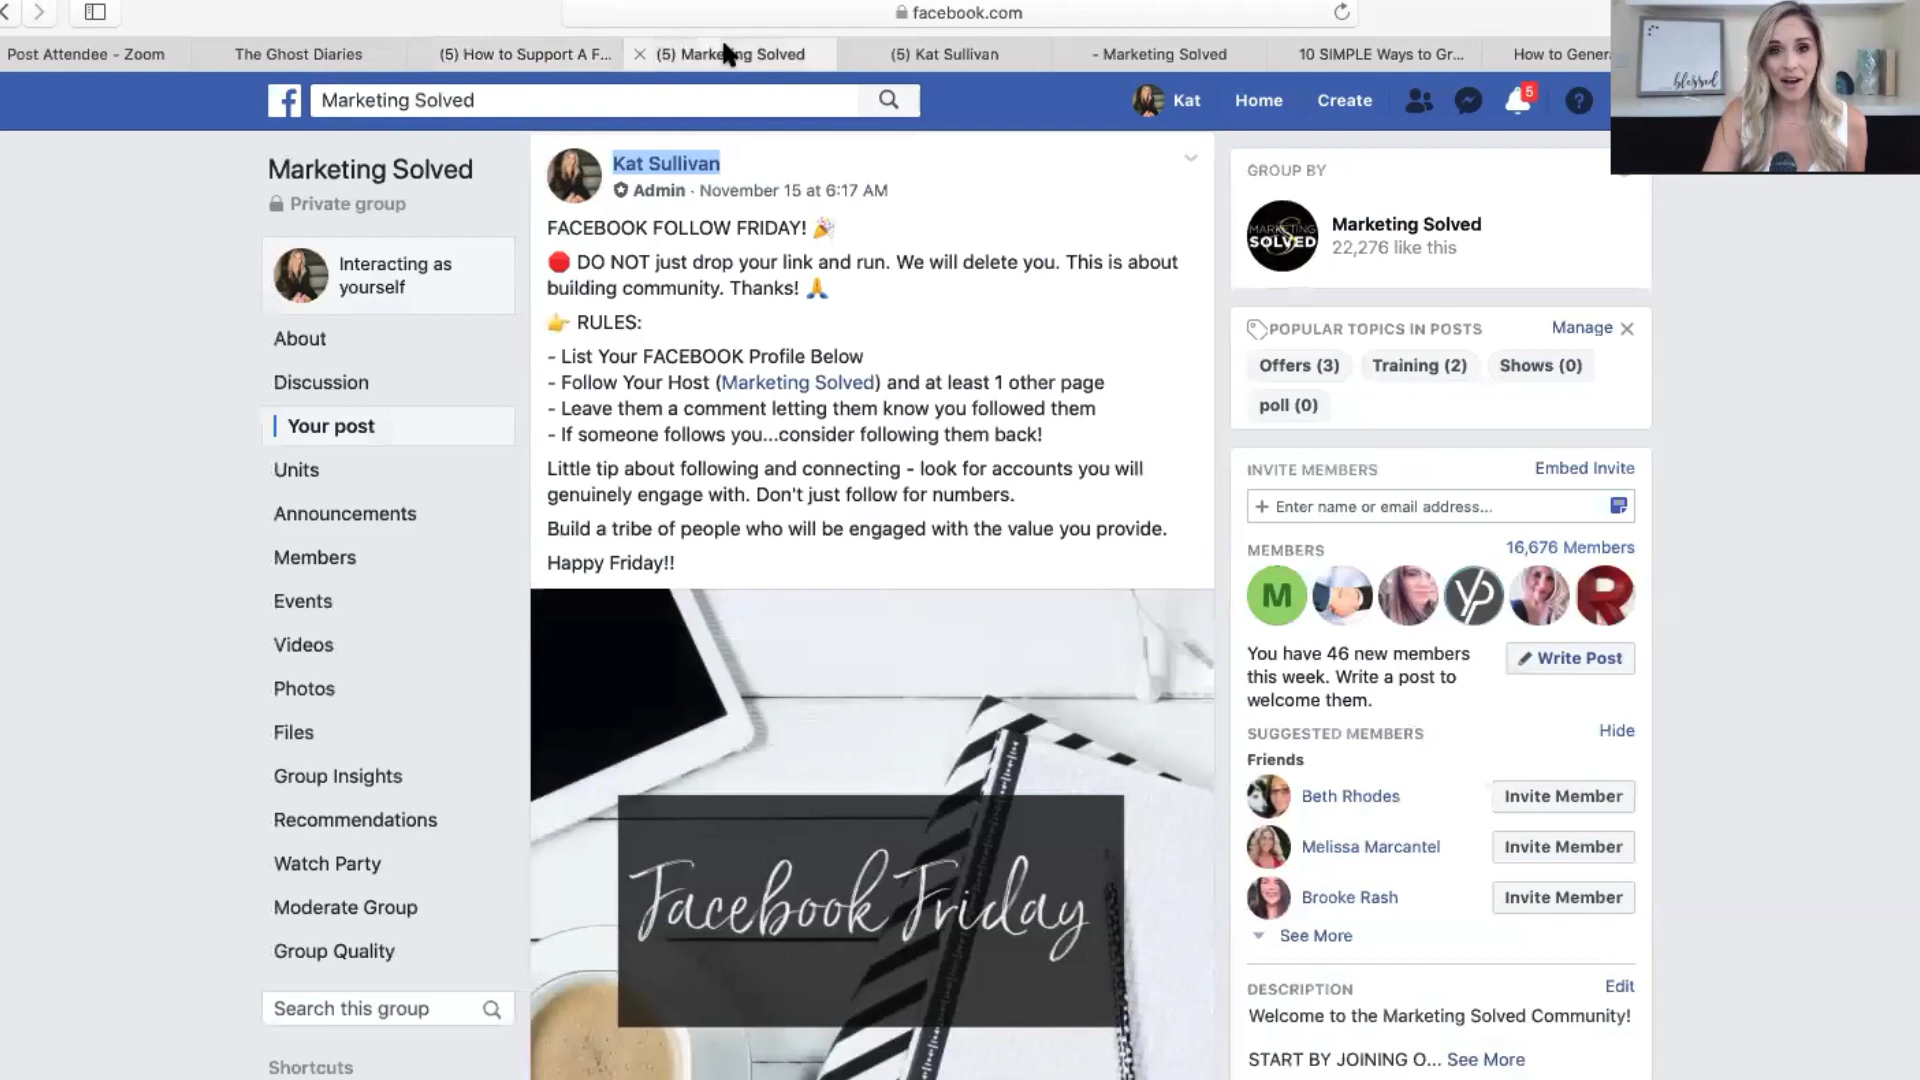 facebook.com
Post Attendee - Zoom
The Ghost Diaries
(5) How to Support A F...
(5) Marketing Solved
(5) Kat Sullivan
- Marketing Solved
10 SIMPLE Ways to Gr...
How to Gener
blessed
Marketing Solved
Kat
Home
Create
5
Marketing Solved
Private group
Interacting as
yourself
About
Discussion
Your post
Units
Announcements
Members
Events
Videos
Photos
Files
Group Insights
Recommendations
Watch Party
Moderate Group
Group Quality
Search this group
Shortcuts
Kat Sullivan
Admin · November 15 at 6:17 AM
FACEBOOK FOLLOW FRIDAY! 🎉
🛑 DO NOT just drop your link and run. We will delete you. This is about
building community. Thanks! 🙏
👉 RULES:
- List Your FACEBOOK Profile Below
- Follow Your Host (Marketing Solved) and at least 1 other page
- Leave them a comment letting them know you followed them
- If someone follows you...consider following them back!
Little tip about following and connecting - look for accounts you will
genuinely engage with. Don't just follow for numbers.
Build a tribe of people who will be engaged with the value you provide.
Happy Friday!!
Facebook Friday
GROUP BY
MARKETING
SOLVED
Marketing Solved
22,276 like this
POPULAR TOPICS IN POSTS
Manage
Offers (3)
Training (2)
Shows (0)
poll (0)
INVITE MEMBERS
Embed Invite
+ Enter name or email address...
MEMBERS
16,676 Members
M
YP
R
You have 46 new members
this week. Write a post to
welcome them.
Write Post
SUGGESTED MEMBERS
Hide
Friends
Beth Rhodes
Invite Member
Melissa Marcantel
Invite Member
Brooke Rash
Invite Member
See More
DESCRIPTION
Edit
Welcome to the Marketing Solved Community!
START BY JOINING O... See More